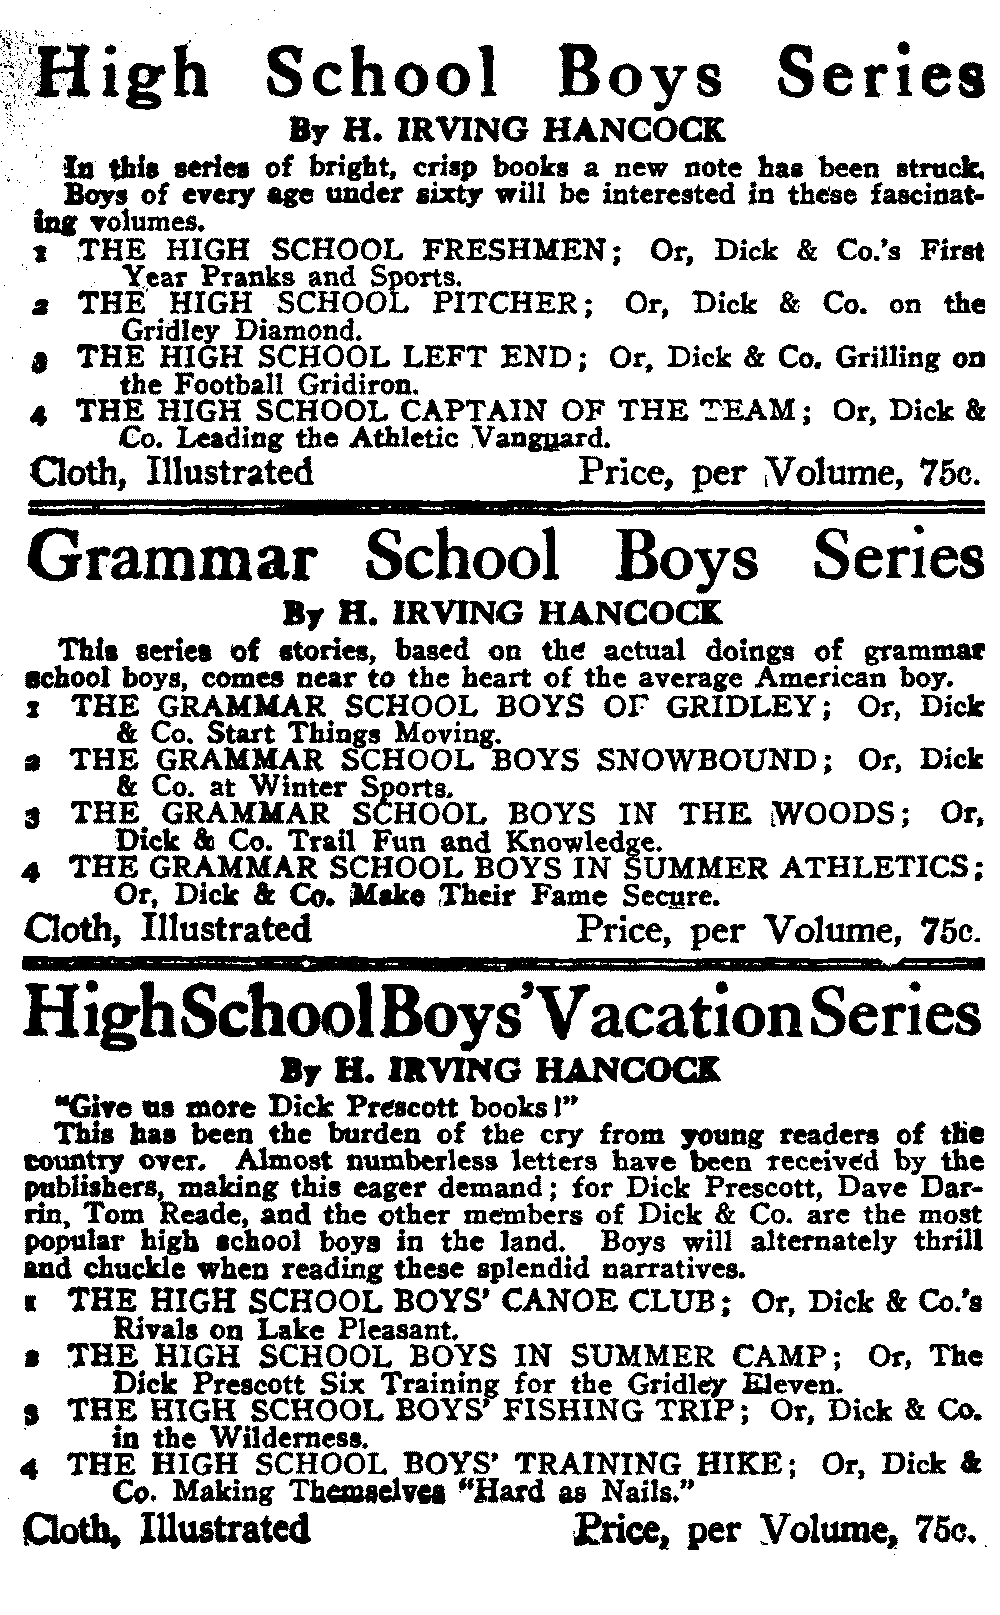 High School Boys Series
By H. IRVING HANCOCK
In this series of bright, crisp books a new note has been struck.
Boys of every age under sixty will be interested in these fascinat-
ing volumes.
1 THE HIGH SCHOOL FRESHMEN; Or, Dick & Co.'s First
Year Pranks and Sports.
2 THE HIGH SCHOOL PITCHER; Or, Dick & Co. on the
Gridley Diamond.
3 THE HIGH SCHOOL LEFT END; Or, Dick & Co. Grilling on
the Football Gridiron.
4 THE HIGH SCHOOL CAPTAIN OF THE TEAM; Or, Dick &
Co. Leading the Athletic Vanguard.
Cloth, Illustrated Price, per Volume, 75c.
Grammar School Boys Series
By H. IRVING HANCOCK
This series of stories, based on the actual doings of grammar
school boys, comes near to the heart of the average American boy.
1 THE GRAMMAR SCHOOL BOYS OF GRIDLEY; Or, Dick
& Co. Start Things Moving.
2 THE GRAMMAR SCHOOL BOYS SNOWBOUND; Or, Dick
& Co. at Winter Sports.
3 THE GRAMMAR SCHOOL BOYS IN THE WOODS; Or,
Dick & Co. Trail Fun and Knowledge.
4 THE GRAMMAR SCHOOL BOYS IN SUMMER ATHLETICS;
Or, Dick & Co. Make Their Fame Secure.
Cloth, Illustrated Price, per Volume, 75c.
High School Boys' Vacation Series
By H. IRVING HANCOCK
"Give us more Dick Prescott books!"
This has been the burden of the cry from young readers of the
country over. Almost numberless letters have been received by the
publishers, making this eager demand; for Dick Prescott, Dave Dar-
rin, Tom Reade, and the other members of Dick & Co. are the most
popular high school boys in the land. Boys will alternately thrill
and chuckle when reading these splendid narratives.
1 THE HIGH SCHOOL BOYS' CANOE CLUB; Or, Dick & Co.'s
Rivals on Lake Pleasant.
2 THE HIGH SCHOOL BOYS IN SUMMER CAMP; Or, The
Dick Prescott Six Training for the Gridley Eleven.
3 THE HIGH SCHOOL BOYS' FISHING TRIP; Or, Dick & Co.
in the Wilderness.
4 THE HIGH SCHOOL BOYS' TRAINING HIKE; Or, Dick &
Co. Making Themselves "Hard as Nails."
Cloth, Illustrated Price, per Volume, 75c.